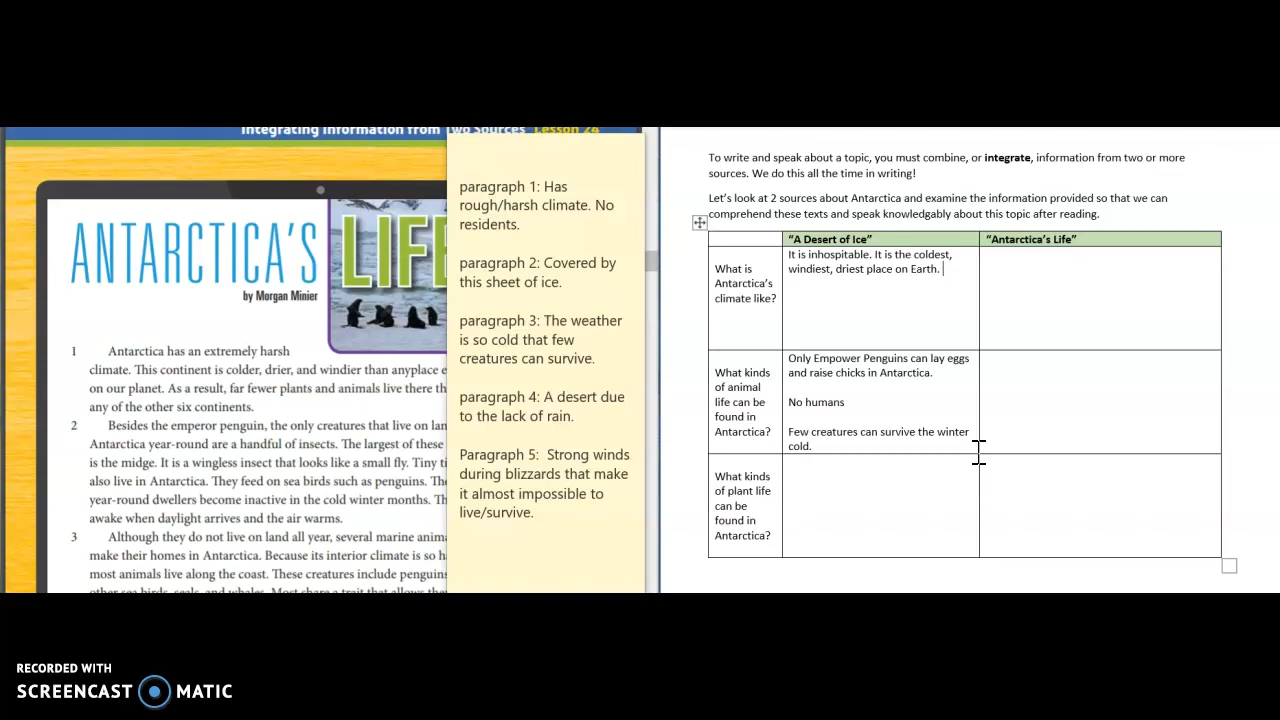 Integrating Information from Two Sources Lesson 24
ANTARCTICA'S LIFE
by Morgan Minier
1 Antarctica has an extremely harsh
climate. This continent is colder, drier, and windier than anyplace e
on our planet. As a result, far fewer plants and animals live there th
any of the other six continents.
2 Besides the emperor penguin, the only creatures that live on lan
Antarctica year-round are a handful of insects. The largest of these
is the midge. It is a wingless insect that looks like a small fly. Tiny ti
also live in Antarctica. They feed on sea birds such as penguins. The
year-round dwellers become inactive in the cold winter months. Th
awake when daylight arrives and the air warms.
3 Although they do not live on land all year, several marine anima
make their homes in Antarctica. Because its interior climate is so ha
most animals live along the coast. These creatures include penguins
other sea birds, seals, and whales. Most share a trait that allows the
paragraph 1: Has
rough/harsh climate. No
residents.
paragraph 2: Covered by
this sheet of ice.
paragraph 3: The weather
is so cold that few
creatures can survive.
paragraph 4: A desert due
to the lack of rain.
Paragraph 5: Strong winds
during blizzards that make
it almost impossible to
live/survive.
To write and speak about a topic, you must combine, or integrate, information from two or more
sources. We do this all the time in writing!
Let's look at 2 sources about Antarctica and examine the information provided so that we can
comprehend these texts and speak knowledgably about this topic after reading.
"A Desert of Ice" "Antarctica's Life"
What is
Antarctica's
climate like?
It is inhospitable. It is the coldest,
windiest, driest place on Earth.
What kinds
of animal
life can be
found in
Antarctica?
Only Empower Penguins can lay eggs
and raise chicks in Antarctica.
No humans
Few creatures can survive the winter
cold.
What kinds
of plant life
can be
found in
Antarctica?
RECORDED WITH
SCREENCAST MATIC